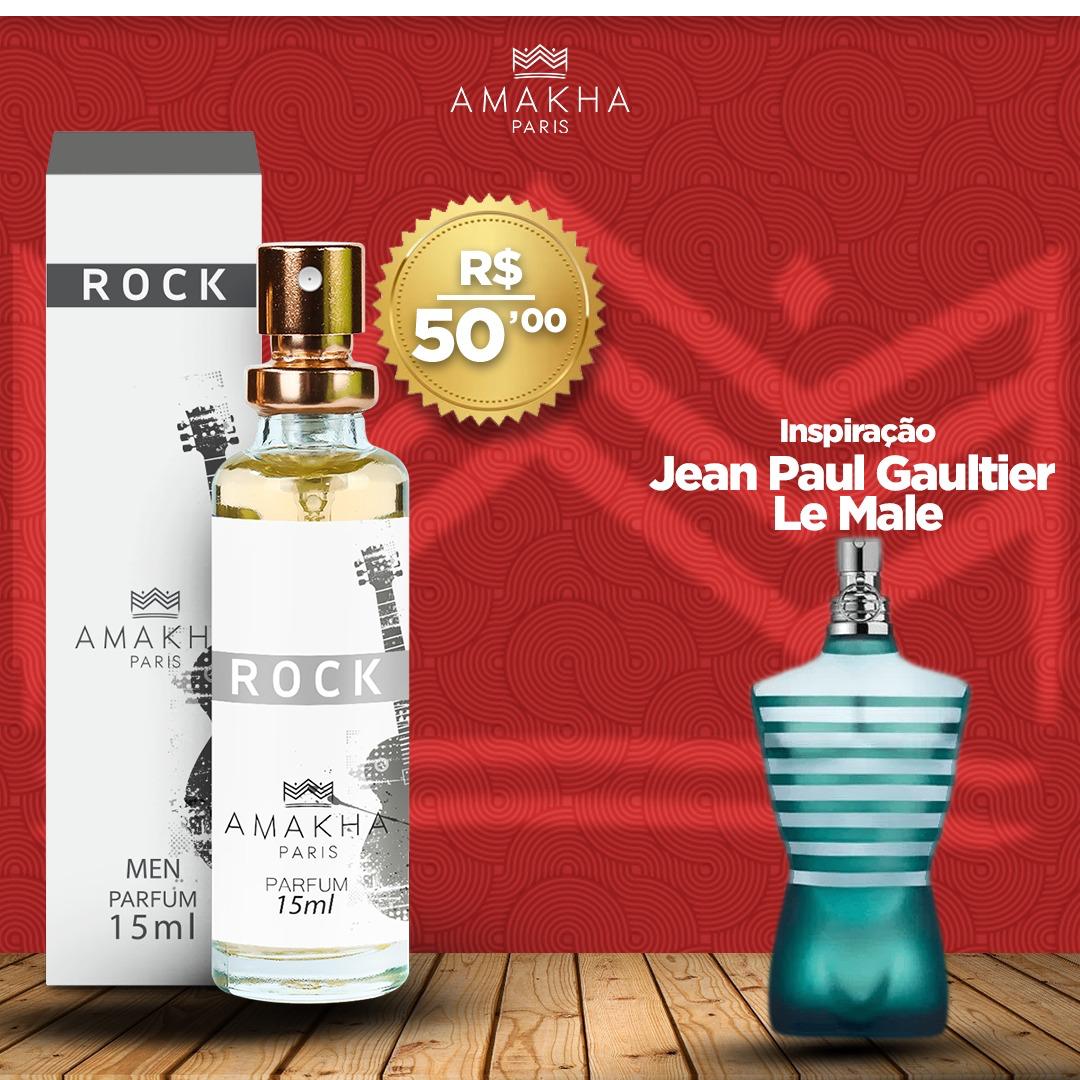 AMAKHA
PARIS
ROCK
R$
50,00
Inspiração
Jean Paul Gaultier
Le Male
AMAKH
PARIS
MEN
PARFUM
15ml
ROCK
AMAKHA
PARIS
PARFUM
15ml